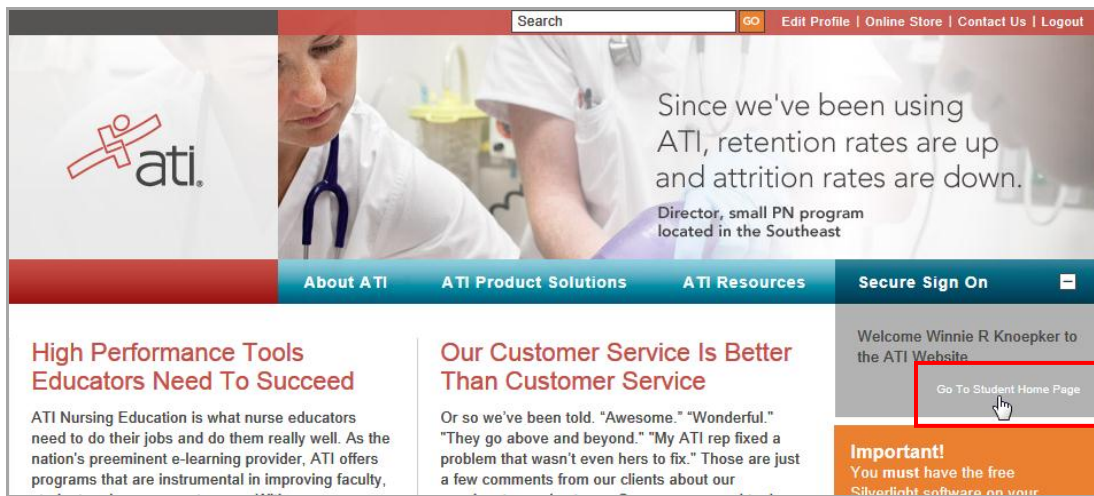 Search
GO
Edit Profile | Online Store | Contact Us | Logout
ati®
Since we've been using
ATI, retention rates are up
and attrition rates are down.
Director, small PN program
located in the Southeast
About ATI
ATI Product Solutions
ATI Resources
Secure Sign On
High Performance Tools
Educators Need To Succeed
ATI Nursing Education is what nurse educators
need to do their jobs and do them really well. As the
nation's preeminent e-learning provider, ATI offers
programs that are instrumental in improving faculty,
Our Customer Service Is Better
Than Customer Service
Or so we've been told. “Awesome.” “Wonderful.”
"They go above and beyond." "My ATI rep fixed a
problem that wasn't even hers to fix." Those are just
a few comments from our clients about our
Welcome Winnie R Knoepker to
the ATI Website
Go To Student Home Page
Important!
You must have the free
Silverlight software on your